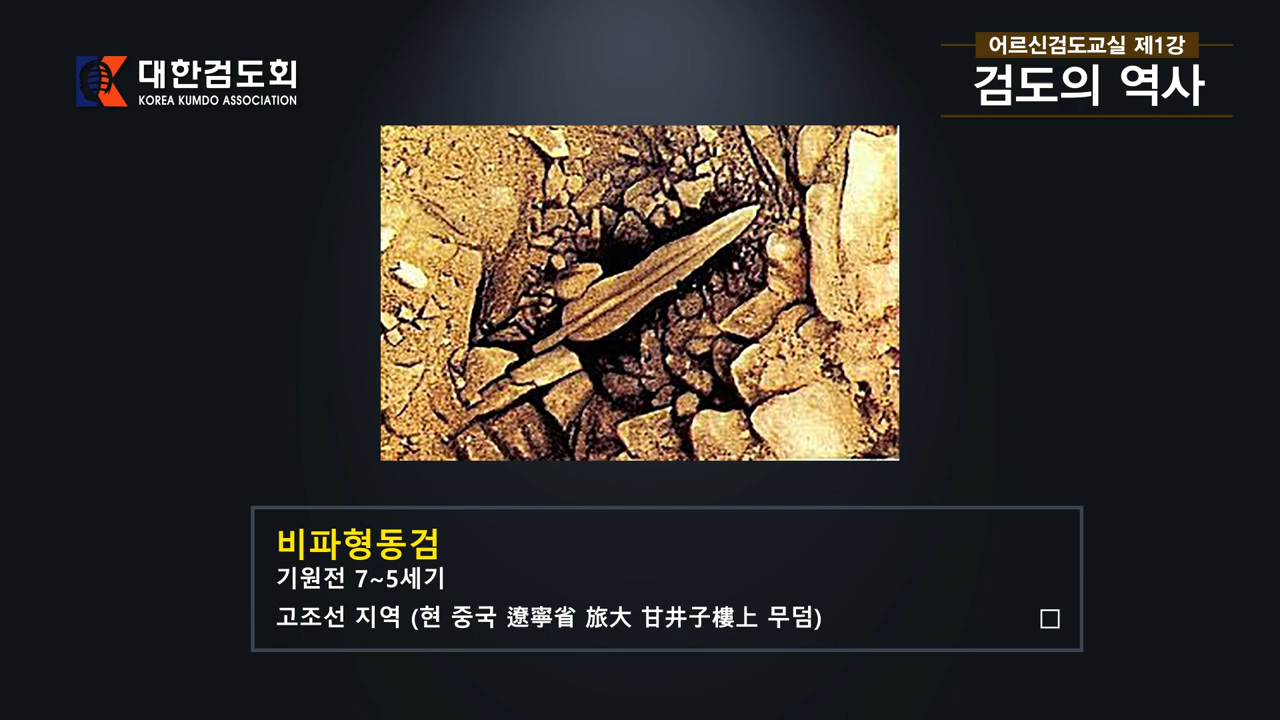 대한검도회
KOREA KUMDO ASSOCIATION
어르신검도교실 제1강
검도의 역사
비파형동검
기원전 7~5세기
고조선 지역 (현 중국 遼寧省 旅大 甘井子樓上 무덤)